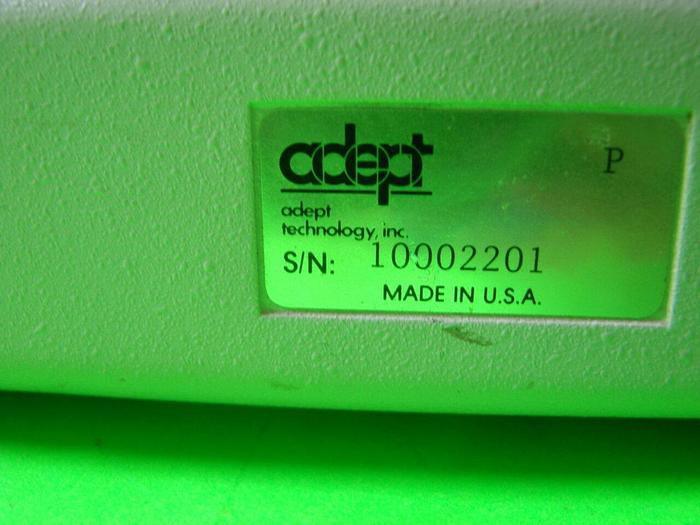 adept
P
adept
technology, inc.
S/N: 10002201
MADE IN U.S.A.